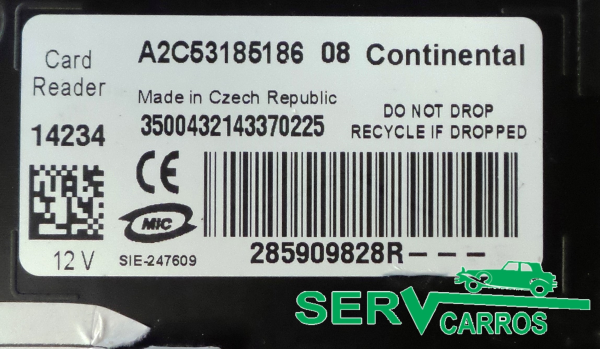 Card Reader
A2C53185186 08 Continental
Made in Czech Republic
14234
3500432143370225
DO NOT DROP
RECYCLE IF DROPPED
CE
MIC
12 V
SIE-247609
285909828R---
SERV
CARROS